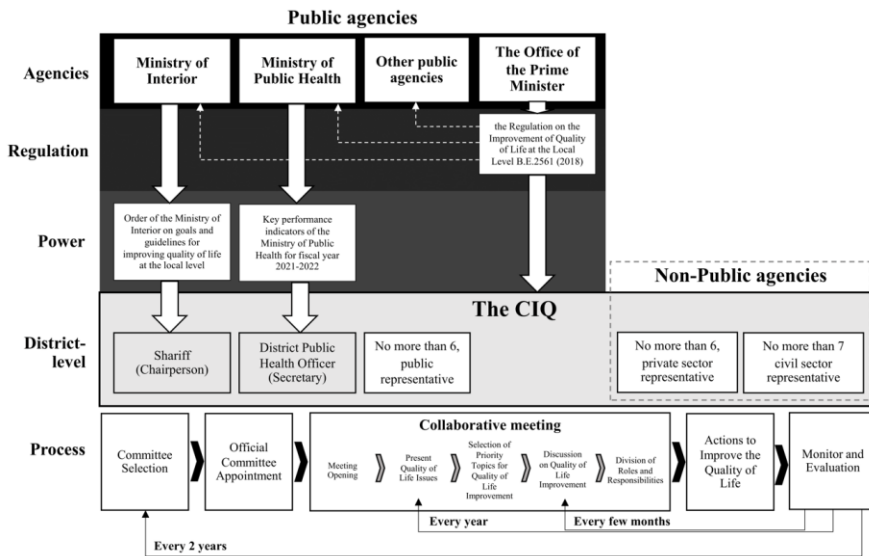 Public agencies
Agencies
Ministry of
Interior
Ministry of
Public Health
Other public
agencies
The Office of
the Prime
Minister
Regulation
the Regulation on the
Improvement of Quality
of Life at the Local
Level B.E.2561 (2018)
Power
Order of the Ministry of
Interior on goals and
guidelines for
improving quality of life
at the local level
Key performance
indicators of the
Ministry of Public
Health for fiscal year
2021-2022
Non-Public agencies
The CIQ
District-
level
Shariff
(Chairperson)
District Public
Health Officer
(Secretary)
No more than 6,
public
representative
No more than 6,
private sector
representative
No more than 7
civil sector
representative
Process
Committee
Selection
Official
Committee
Appointment
Collaborative meeting
Meeting
Opening
Present
Quality of
Life Issues
Selection of
Priority
Topics for
Quality of
Life
Improvement
Discussion
on Quality of
Life
Improvement
Division of
Roles and
Responsibilities
Actions to
Improve the
Quality of
Life
Monitor and
Evaluation
Every year
Every few months
Every 2 years